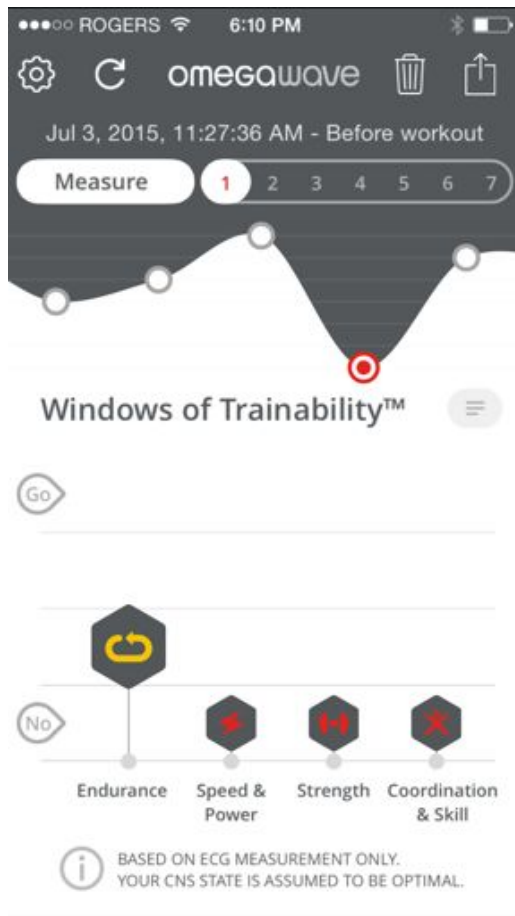 ROGERS 6:10 PM
omegawave
Jul 3, 2015, 11:27:36 AM - Before workout
Measure 1 2 3 4 5 6 7
Windows of Trainability™
Go
No
Endurance Speed & Strength Coordination
Power & Skill
i BASED ON ECG MEASUREMENT ONLY.
YOUR CNS STATE IS ASSUMED TO BE OPTIMAL.